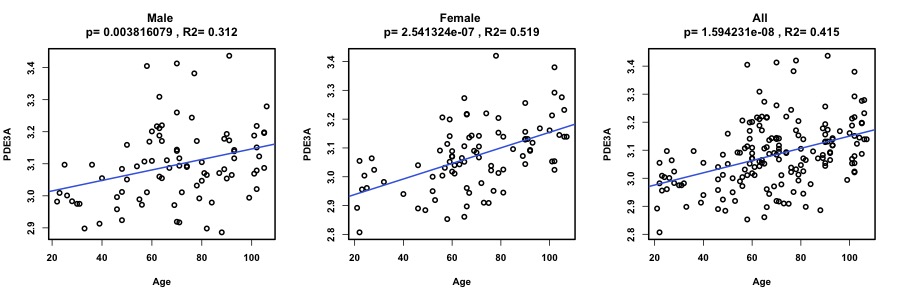 Male
p= 0.003816079 , R2= 0.312
PDE3A
3.4
3.3
3.2
3.1
3.0
2.9
20 40 60 80 100
Age
Female
p= 2.541324e-07 , R2= 0.519
PDE3A
3.4
3.3
3.2
3.1
3.0
2.9
2.8
20 40 60 80 100
Age
All
p= 1.594231e-08 , R2= 0.415
PDE3A
3.4
3.3
3.2
3.1
3.0
2.9
2.8
20 40 60 80 100
Age